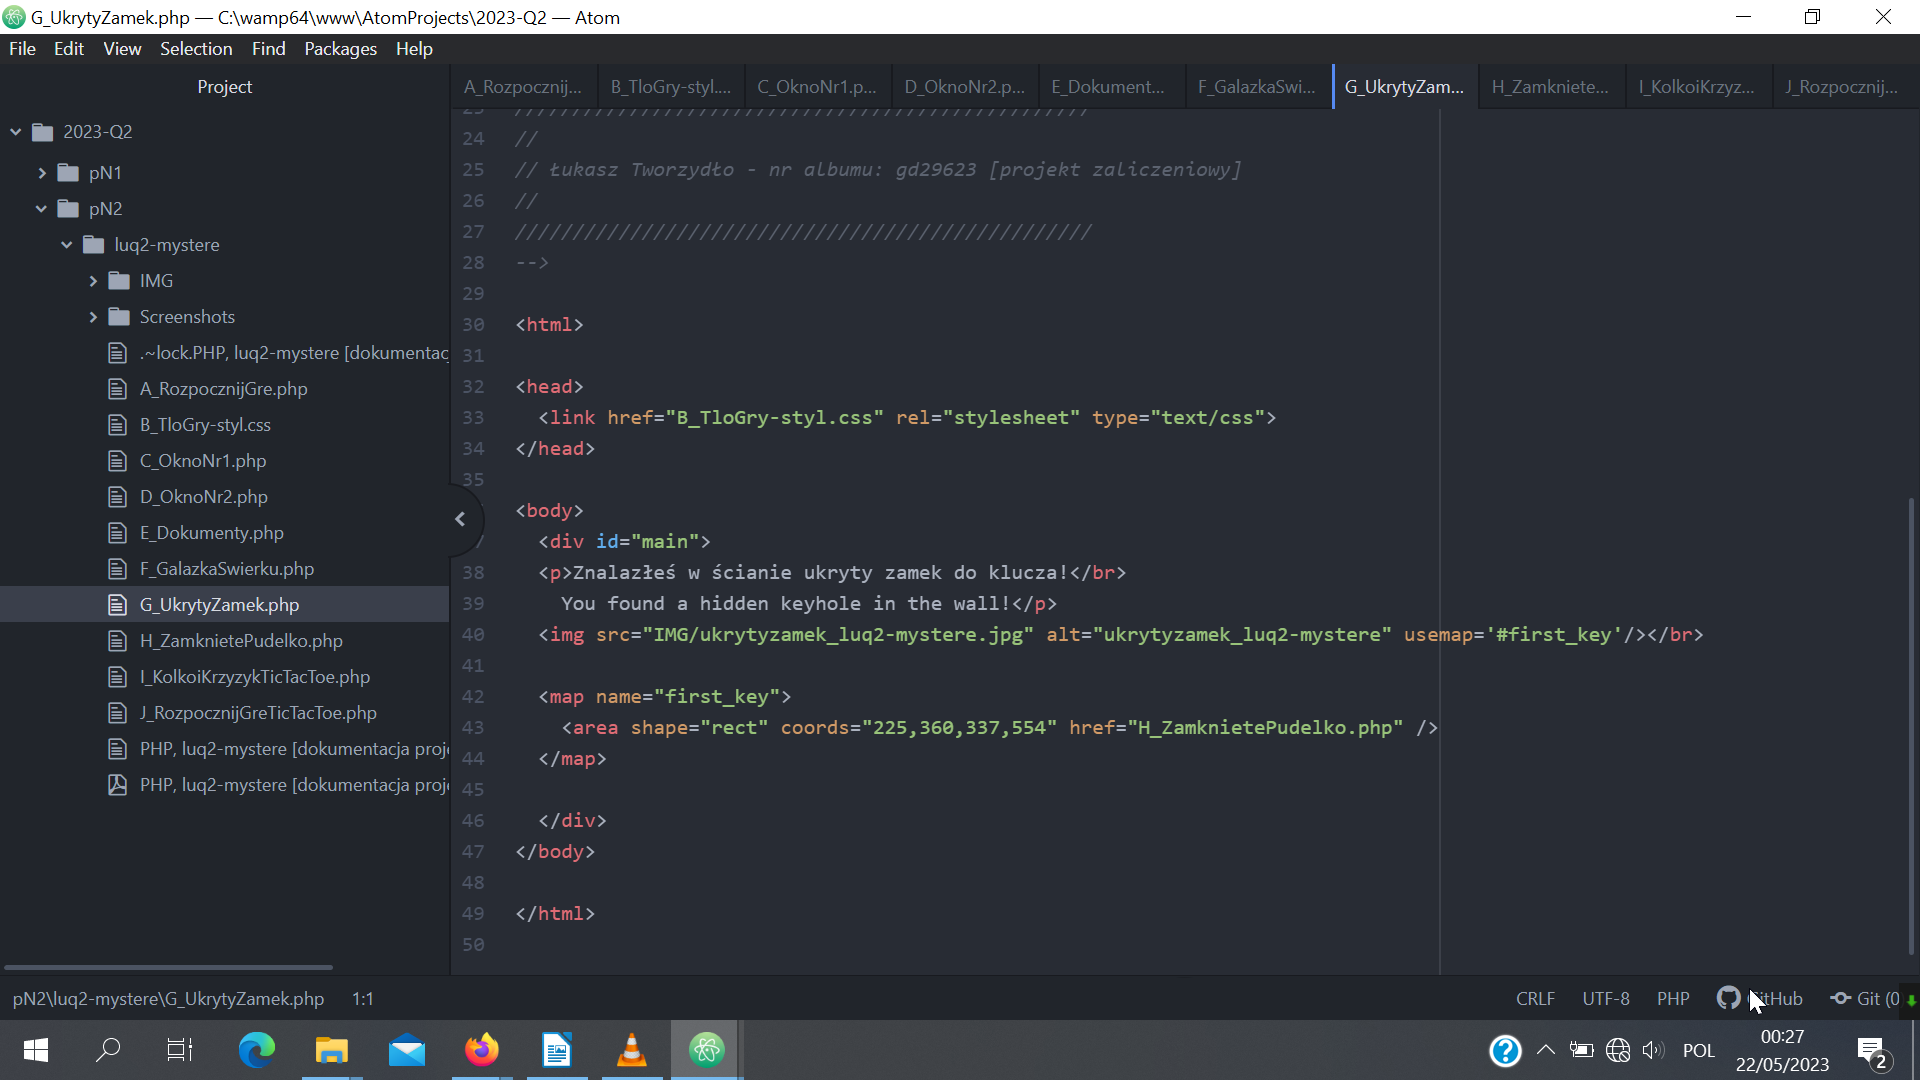 G_UkrytyZamek.php — C:\wamp64\www\AtomProjects\2023-Q2 — Atom
File Edit View Selection Find Packages Help
Project
A_Rozpocznij... B_TloGry-styl.... C_OknoNr1.p... D_OknoNr2.p... E_Dokument... F_GalazkaSwi... G_UkrytyZam... H_Zamkniete... I_KolkoiKrzyz... J_Rozpocznij...
2023-Q2
pN1
pN2
luq2-mystere
IMG
Screenshots
.~lock.PHP, luq2-mystere [dokumentac
A_RozpocznijGre.php
B_TloGry-styl.css
C_OknoNr1.php
D_OknoNr2.php
E_Dokumenty.php
F_GalazkaSwierku.php
G_UkrytyZamek.php
H_ZamknietePudelko.php
I_KolkoiKrzyzykTicTacToe.php
J_RozpocznijGreTicTacToe.php
PHP, luq2-mystere [dokumentacja proj
PHP, luq2-mystere [dokumentacja proj
23 //////////////////////////////////////////////////
24 //
25 // Łukasz Tworzydło - nr albumu: gd29623 [projekt zaliczeniowy]
26 //
27 //////////////////////////////////////////////////
28 -->
29
30 <html>
31
32 <head>
33 <link href="B_TloGry-styl.css" rel="stylesheet" type="text/css">
34 </head>
35
<body>
7 <div id="main">
38 <p>Znalazłeś w ścianie ukryty zamek do klucza!</br>
39 You found a hidden keyhole in the wall!</p>
40 <img src="IMG/ukrytyzamek_luq2-mystere.jpg" alt="ukrytyzamek_luq2-mystere" usemap='#first_key'/></br>
41
42 <map name="first_key">
43 <area shape="rect" coords="225,360,337,554" href="H_ZamknietePudelko.php" />
44 </map>
45
46 </div>
47 </body>
48
49 </html>
50
pN2\luq2-mystere\G_UkrytyZamek.php 1:1 CRLF UTF-8 PHP GitHub Git (0
POL
00:27
22/05/2023
2